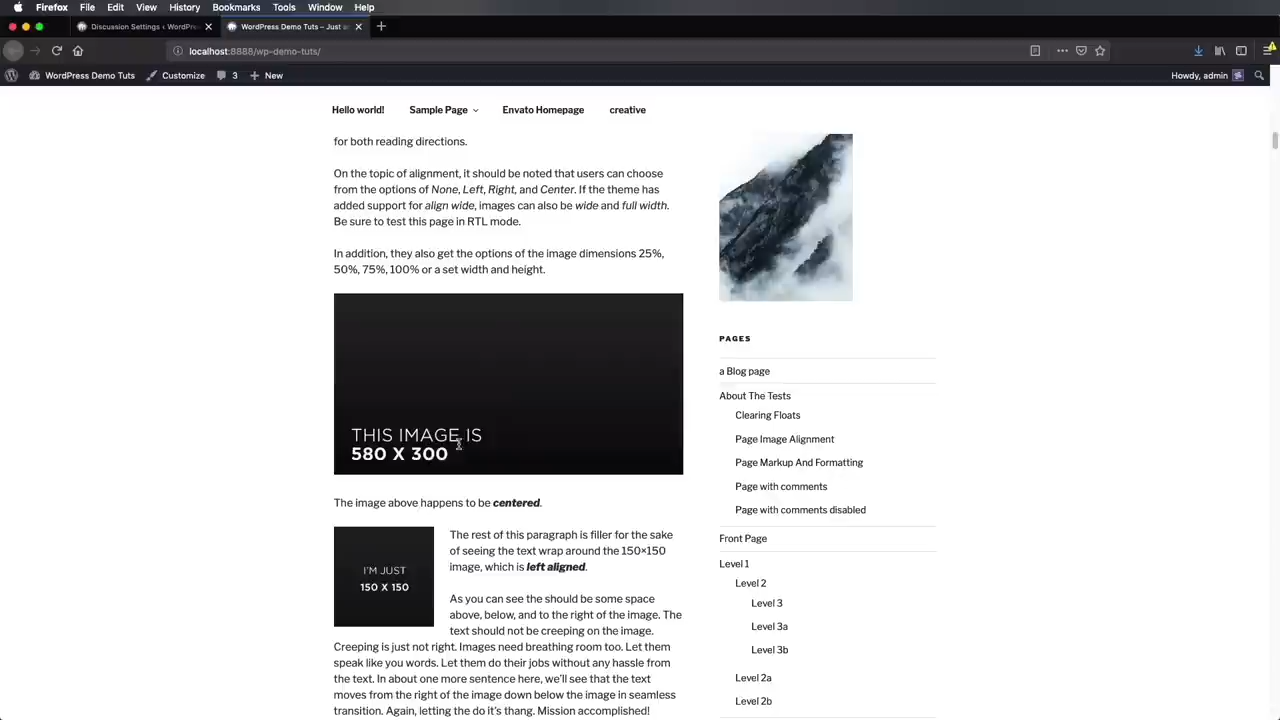 Firefox File Edit View History Bookmarks Tools Window Help
Discussion Settings ‹ WordPre
WordPress Demo Tuts – Just an
localhost:8888/wp-demo-tuts/
WordPress Demo Tuts Customize 3 New Howdy, admin
Hello world! Sample Page Envato Homepage creative
for both reading directions.
On the topic of alignment, it should be noted that users can choose
from the options of None, Left, Right, and Center. If the theme has
added support for align wide, images can also be wide and full width.
Be sure to test this page in RTL mode.
In addition, they also get the options of the image dimensions 25%,
50%, 75%, 100% or a set width and height.
THIS IMAGE IS
580 X 300
The image above happens to be centered.
I'M JUST
150 X 150
The rest of this paragraph is filler for the sake
of seeing the text wrap around the 150×150
image, which is left aligned.
As you can see the should be some space
above, below, and to the right of the image. The
text should not be creeping on the image.
Creeping is just not right. Images need breathing room too. Let them
speak like you words. Let them do their jobs without any hassle from
the text. In about one more sentence here, we'll see that the text
moves from the right of the image down below the image in seamless
transition. Again, letting the do it's thang. Mission accomplished!
PAGES
a Blog page
About The Tests
Clearing Floats
Page Image Alignment
Page Markup And Formatting
Page with comments
Page with comments disabled
Front Page
Level 1
Level 2
Level 3
Level 3a
Level 3b
Level 2a
Level 2b